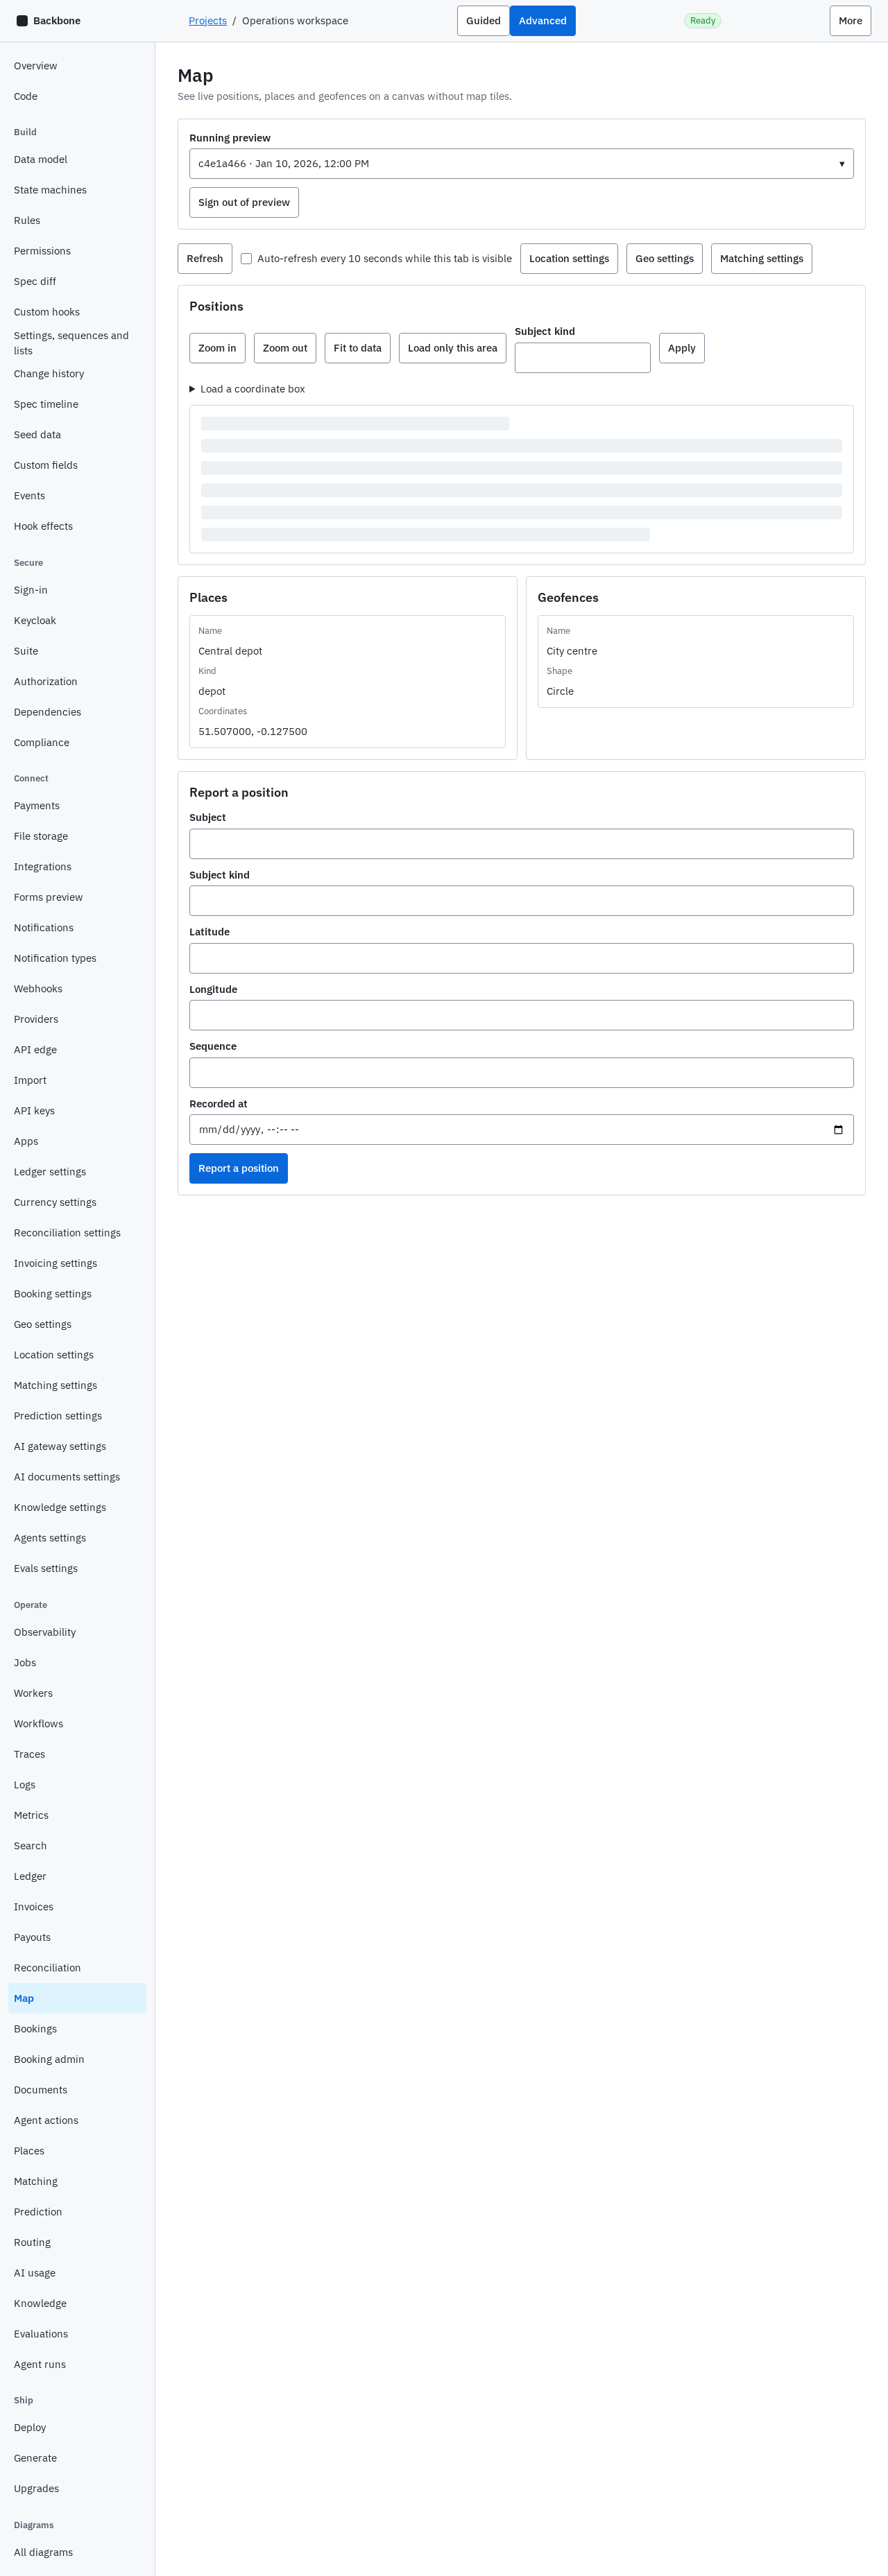 Backbone
Projects / Operations workspace
Guided
Advanced
Ready
More
Overview
Code
Build
Data model
State machines
Rules
Permissions
Spec diff
Custom hooks
Settings, sequences and
lists
Change history
Spec timeline
Seed data
Custom fields
Events
Hook effects
Secure
Sign-in
Keycloak
Suite
Authorization
Dependencies
Compliance
Connect
Payments
File storage
Integrations
Forms preview
Notifications
Notification types
Webhooks
Providers
API edge
Import
API keys
Apps
Ledger settings
Currency settings
Reconciliation settings
Invoicing settings
Booking settings
Geo settings
Location settings
Matching settings
Prediction settings
AI gateway settings
AI documents settings
Knowledge settings
Agents settings
Evals settings
Operate
Observability
Jobs
Workers
Workflows
Traces
Logs
Metrics
Search
Ledger
Invoices
Payouts
Reconciliation
Map
Bookings
Booking admin
Documents
Agent actions
Places
Matching
Prediction
Routing
AI usage
Knowledge
Evaluations
Agent runs
Ship
Deploy
Generate
Upgrades
Diagrams
All diagrams
Map
See live positions, places and geofences on a canvas without map tiles.
Running preview
c4e1a466 · Jan 10, 2026, 12:00 PM
Sign out of preview
Refresh
Auto-refresh every 10 seconds while this tab is visible
Location settings
Geo settings
Matching settings
Positions
Zoom in
Zoom out
Fit to data
Load only this area
Subject kind
Apply
Load a coordinate box
Places
Name
Central depot
Kind
depot
Coordinates
51.507000, -0.127500
Geofences
Name
City centre
Shape
Circle
Report a position
Subject
Subject kind
Latitude
Longitude
Sequence
Recorded at
mm/dd/yyyy, --:-- --
Report a position